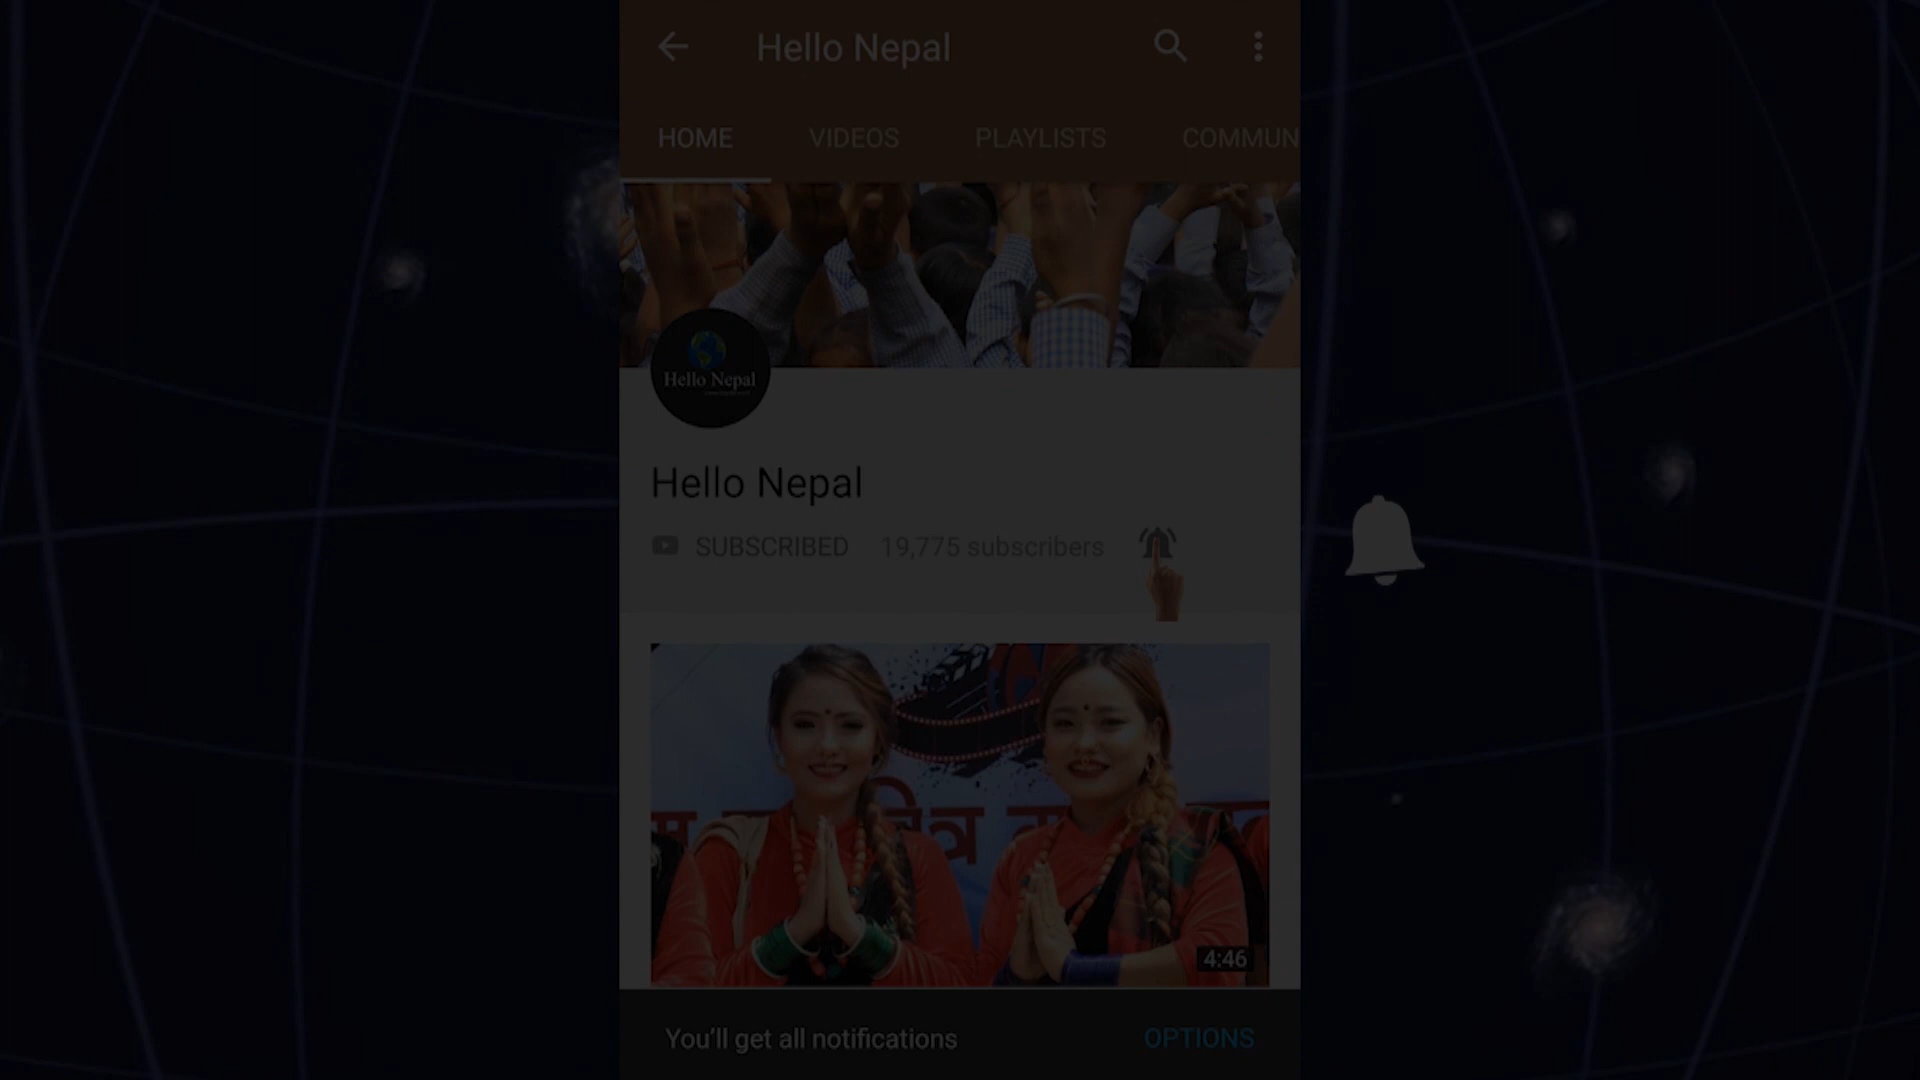 Hello Nepal
HOME VIDEOS PLAYLISTS COMMUN
Hello Nepal
Hello Nepal
SUBSCRIBED 19,775 subscribers
4:46
You'll get all notifications OPTIONS